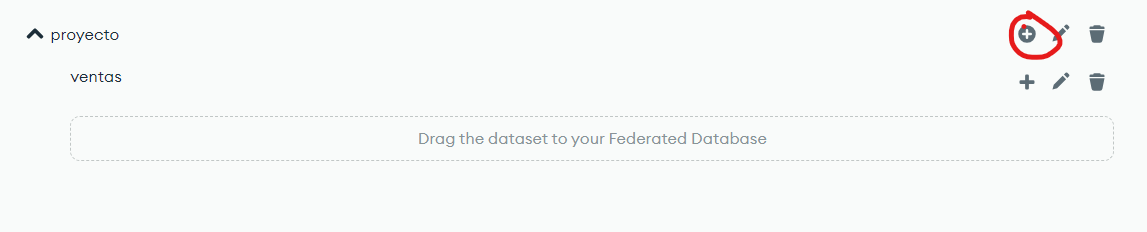 proyecto
ventas
Drag the dataset to your Federated Database